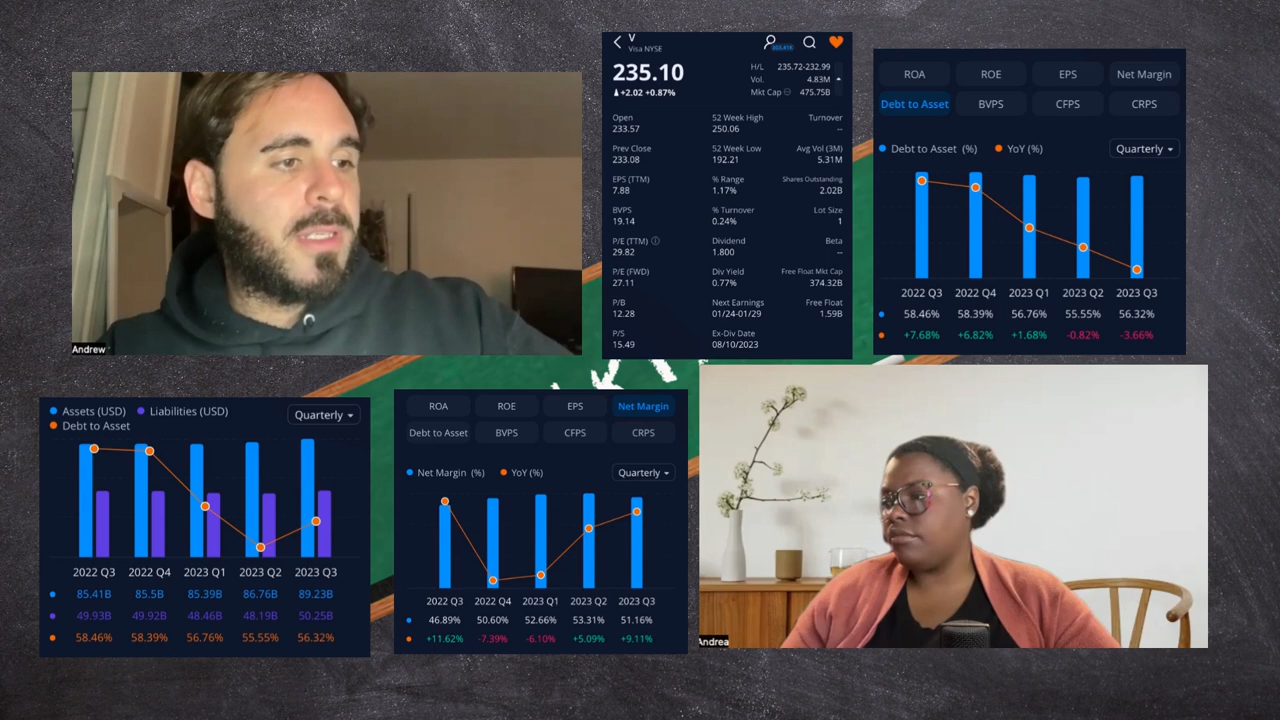 V
Visa NYSE
235.10
+2.02 +0.87%
H/L 235.72-232.99
Vol. 4.83M
Mkt Cap 475.75B
Open 52 Week High Turnover
233.57 250.06 --
Prev Close 52 Week Low Avg Vol (3M)
233.08 192.21 5.31M
EPS (TTM) % Range Shares Outstanding
7.88 1.17% 2.02B
BVPS % Turnover Lot Size
19.14 0.24% 1
P/E (TTM) Dividend Beta
29.82 1.800 --
P/E (FWD) Div Yield Free Float Mkt Cap
27.11 0.77% 374.32B
P/B Next Earnings Free Float
12.28 01/24-01/29 1.59B
P/S Ex-Div Date
15.49 08/10/2023
ROA ROE EPS Net Margin
Debt to Asset BVPS CFPS CRPS
Debt to Asset (%) YoY (%) Quarterly
2022 Q3 2022 Q4 2023 Q1 2023 Q2 2023 Q3
58.46% 58.39% 56.76% 55.55% 56.32%
+7.68% +6.82% +1.68% -0.82% -3.66%
Andrew
Assets (USD) Liabilities (USD) Quarterly
Debt to Asset
2022 Q3 2022 Q4 2023 Q1 2023 Q2 2023 Q3
85.41B 85.5B 85.39B 86.76B 89.23B
49.93B 49.92B 48.46B 48.19B 50.25B
58.46% 58.39% 56.76% 55.55% 56.32%
ROA ROE EPS Net Margin
Debt to Asset BVPS CFPS CRPS
Net Margin (%) YoY (%) Quarterly
2022 Q3 2022 Q4 2023 Q1 2023 Q2 2023 Q3
46.89% 50.60% 52.66% 53.31% 51.16%
+11.62% -7.39% -6.10% +5.09% +9.11%
Andrea